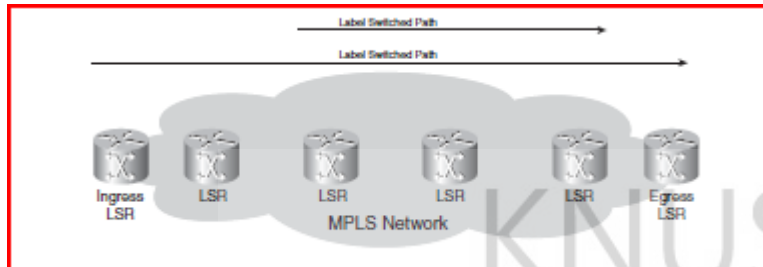 Label Switched Path
Label Switched Path
Ingress
LSR
LSR
LSR
LSR
LSR
Egress
LSR
MPLS Network
KNUS